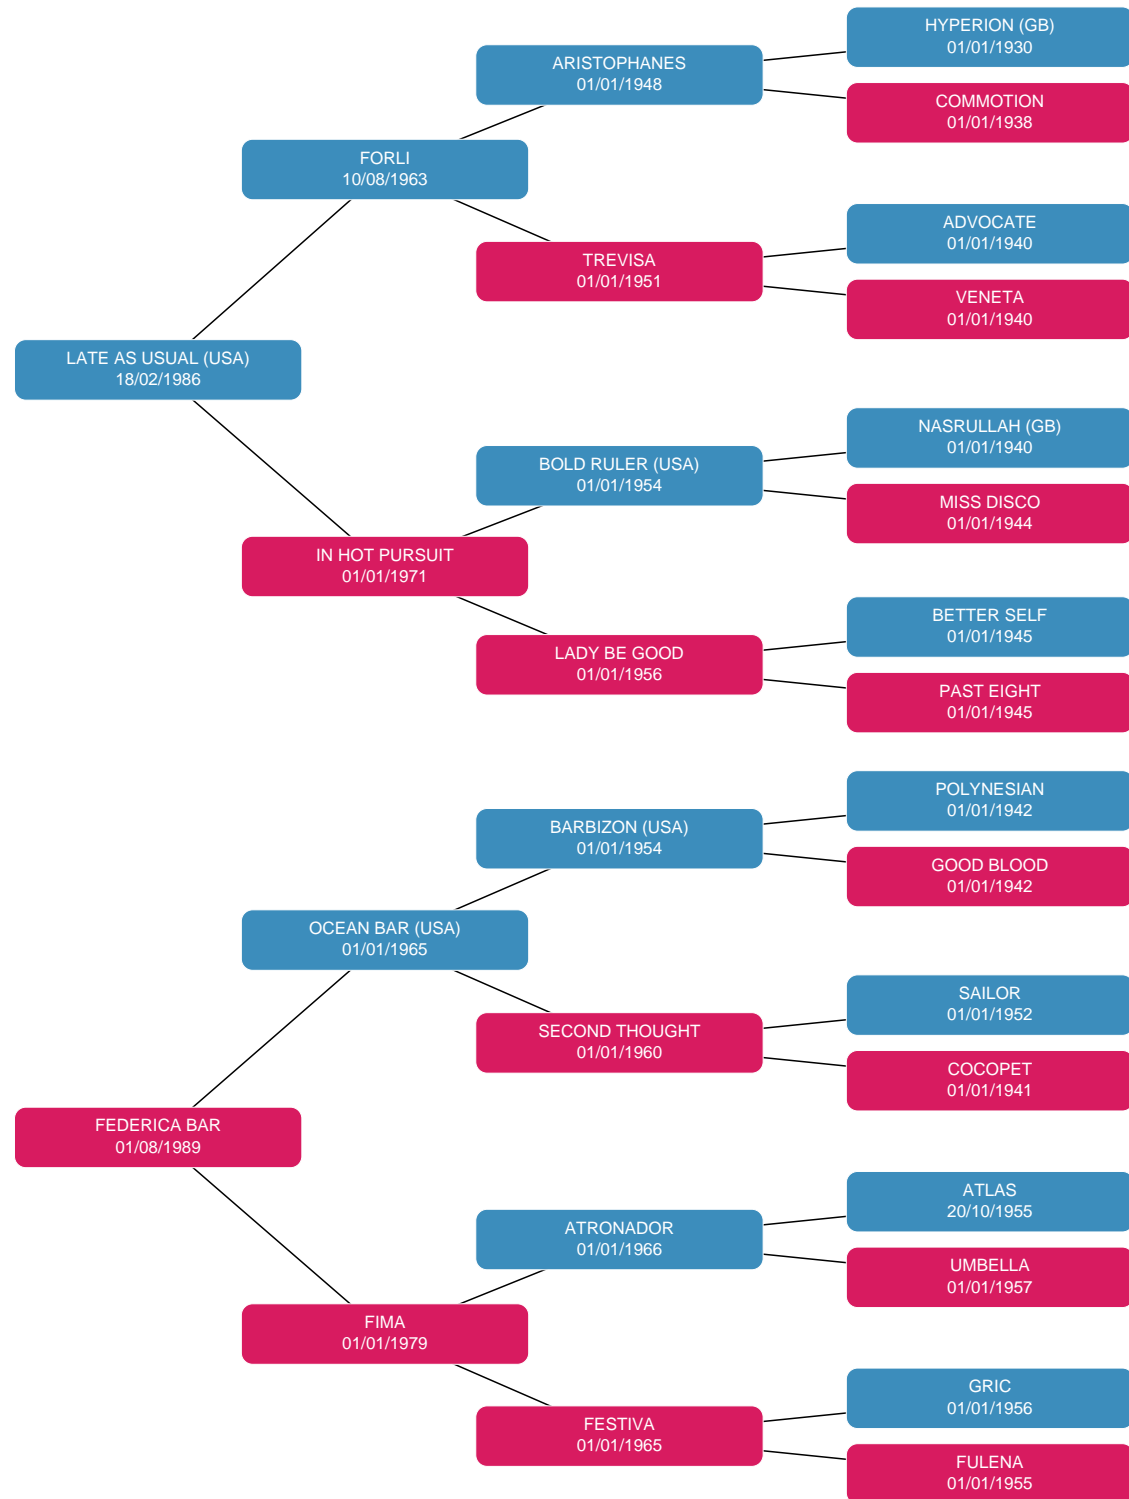 HYPERION (GB)
01/01/1930
ARISTOPHANES
01/01/1948
COMMOTION
01/01/1938
FORLI
10/08/1963
ADVOCATE
01/01/1940
TREVISA
01/01/1951
VENETA
01/01/1940
LATE AS USUAL (USA)
18/02/1986
NASRULLAH (GB)
01/01/1940
BOLD RULER (USA)
01/01/1954
MISS DISCO
01/01/1944
IN HOT PURSUIT
01/01/1971
BETTER SELF
01/01/1945
LADY BE GOOD
01/01/1956
PAST EIGHT
01/01/1945
POLYNESIAN
01/01/1942
BARBIZON (USA)
01/01/1954
GOOD BLOOD
01/01/1942
OCEAN BAR (USA)
01/01/1965
SAILOR
01/01/1952
SECOND THOUGHT
01/01/1960
COCOPET
01/01/1941
FEDERICA BAR
01/08/1989
ATLAS
20/10/1955
ATRONADOR
01/01/1966
UMBELLA
01/01/1957
FIMA
01/01/1979
GRIC
01/01/1956
FESTIVA
01/01/1965
FULENA
01/01/1955